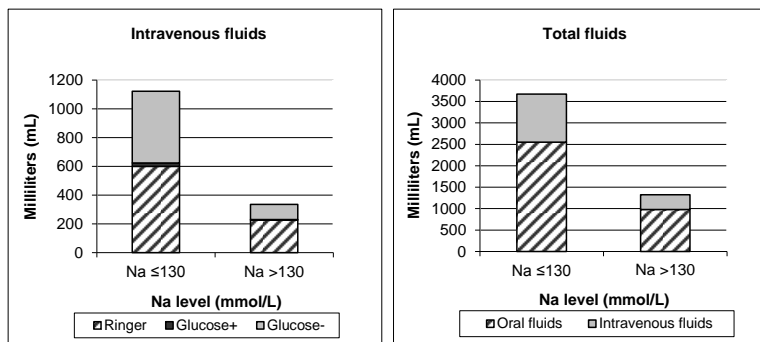 Intravenous fluids
Milliliters (mL)
1200
1000
800
600
400
200
0
Na ≤130
Na >130
Na level (mmol/L)
Ringer
Glucose+
Glucose-
Total fluids
Milliliters (mL)
4000
3500
3000
2500
2000
1500
1000
500
0
Na ≤130
Na >130
Na level (mmol/L)
Oral fluids
Intravenous fluids